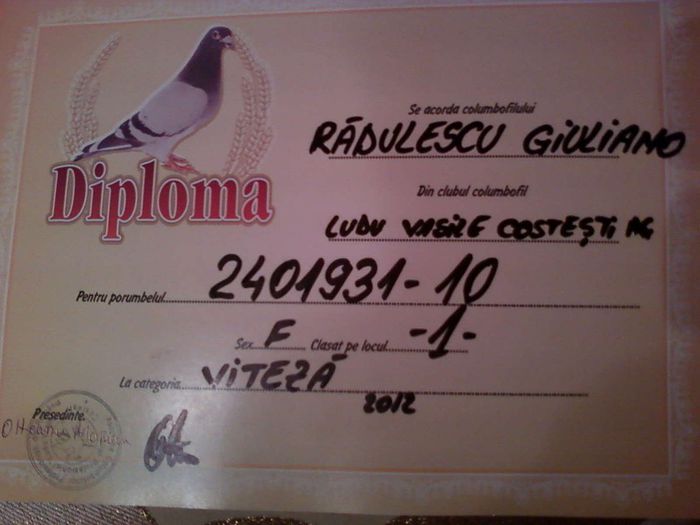 Diploma
Se acorda columbofilului
RĂDULESCU GIULIANO
Din clubul columbofil
LUDU VASILE COSTEȘTI AG
Pentru porumbelul 2401931-10
Sex F Clasat pe locul -1-
La categoria VITEZĂ
2012
Presedinte,